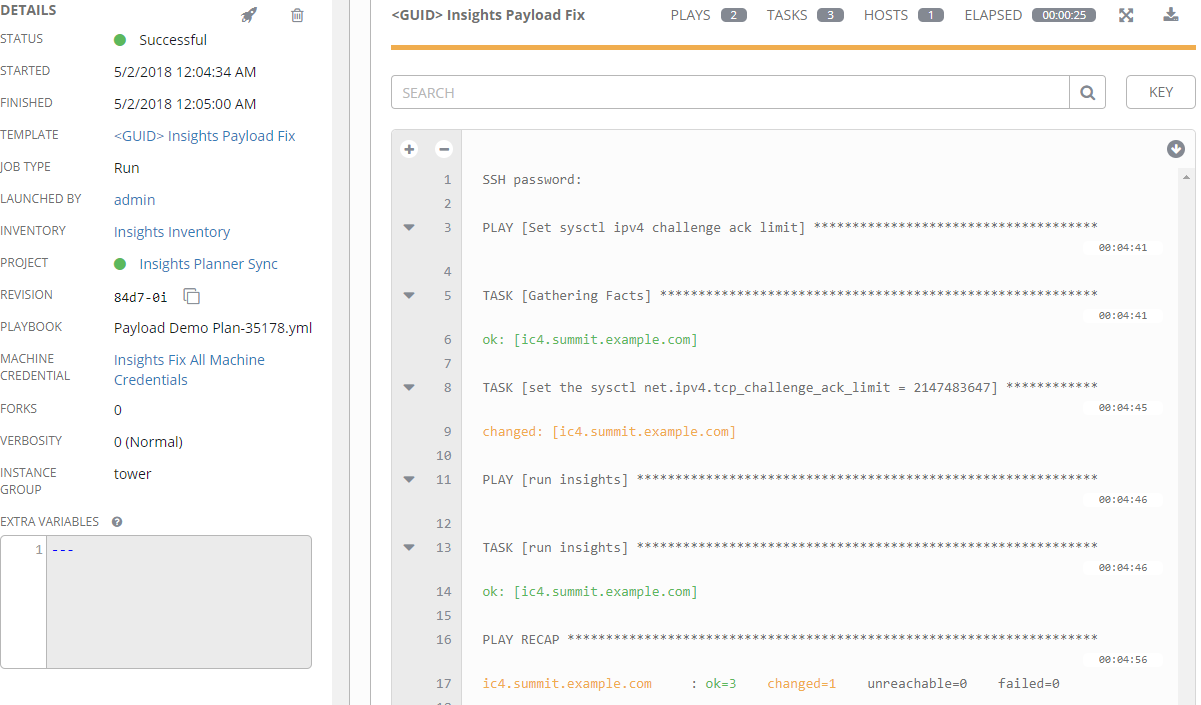 DETAILS
STATUS Successful
STARTED 5/2/2018 12:04:34 AM
FINISHED 5/2/2018 12:05:00 AM
TEMPLATE <GUID> Insights Payload Fix
JOB TYPE Run
LAUNCHED BY admin
INVENTORY Insights Inventory
PROJECT Insights Planner Sync
REVISION 84d7-0i
PLAYBOOK Payload Demo Plan-35178.yml
MACHINE CREDENTIAL Insights Fix All Machine Credentials
FORKS 0
VERBOSITY 0 (Normal)
INSTANCE GROUP tower
EXTRA VARIABLES ?
1 ---
<GUID> Insights Payload Fix PLAYS 2 TASKS 3 HOSTS 1 ELAPSED 00:00:25
SEARCH KEY
1 SSH password:
2
3 PLAY [Set sysctl ipv4 challenge ack limit] *************************************
00:04:41
4
5 TASK [Gathering Facts] *********************************************************
00:04:41
6 ok: [ic4.summit.example.com]
7
8 TASK [set the sysctl net.ipv4.tcp_challenge_ack_limit = 2147483647] ************
00:04:45
9 changed: [ic4.summit.example.com]
10
11 PLAY [run insights] ************************************************************
00:04:46
12
13 TASK [run insights] ************************************************************
00:04:46
14 ok: [ic4.summit.example.com]
15
16 PLAY RECAP *********************************************************************
00:04:56
17 ic4.summit.example.com : ok=3 changed=1 unreachable=0 failed=0